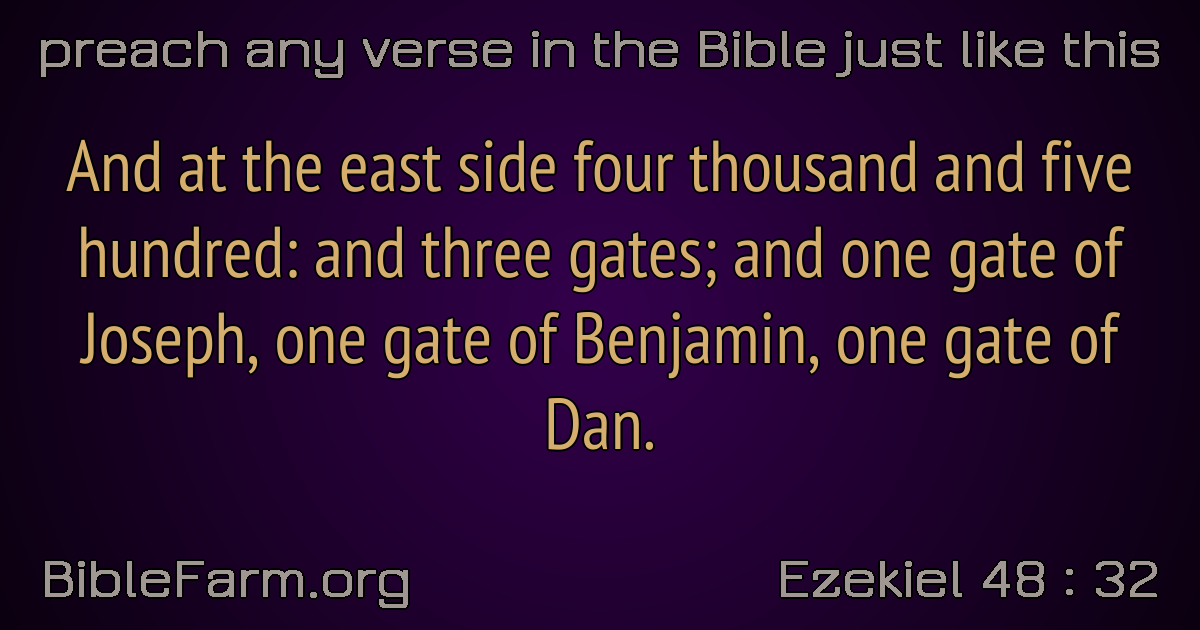 preach any verse in the Bible just like this
And at the east side four thousand and five
hundred: and three gates; and one gate of
Joseph, one gate of Benjamin, one gate of
Dan.
BibleFarm.org
Ezekiel 48 : 32